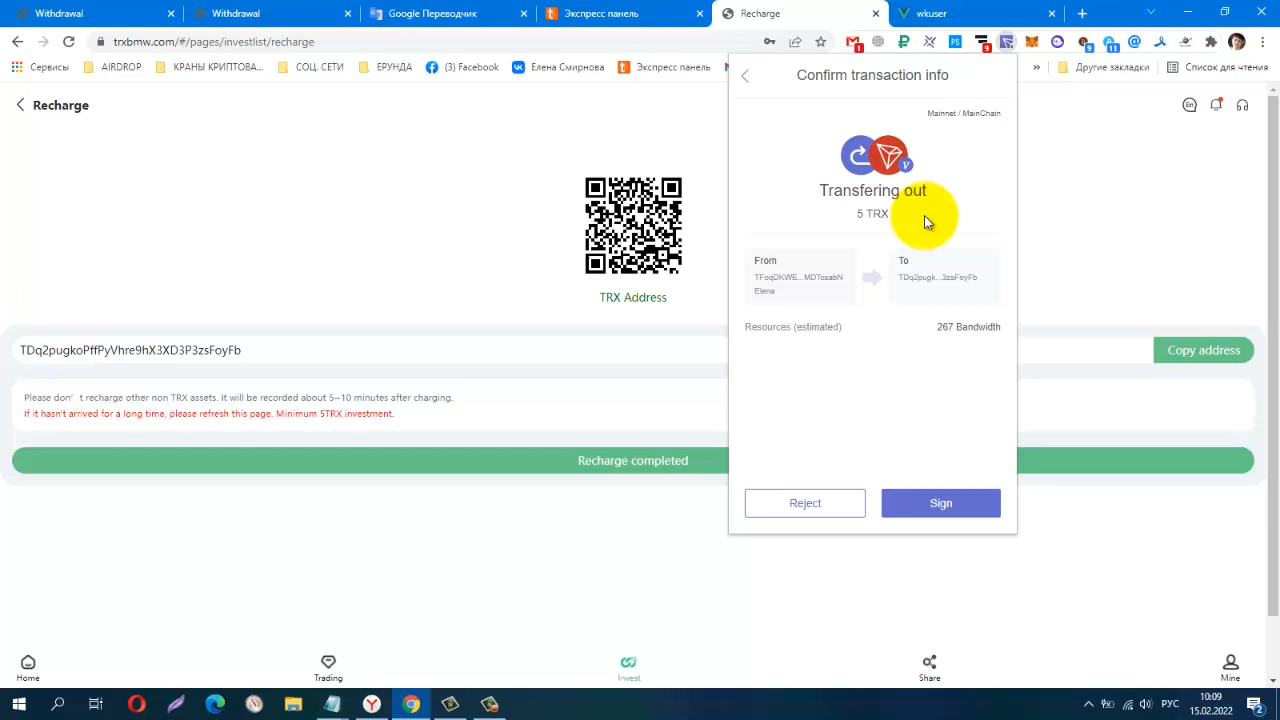 Withdrawal
Withdrawal
Google Переводчик
Экспресс панель
Recharge
wkuser
trxbmw.com/#/pages/investlist/recharge
Сервисы
AIRDROP
КРАНЫ КРИПТОВА...
СОЦ. СЕТИ
ЕРУНДА
(3) Facebook
Елена Смирнова
Экспресс панель
»
Другие закладки
Список для чтения
Recharge
En
TRX Address
TDq2pugkoPffPyVhre9hX3XD3P3zsFoyFb
Copy address
Please don't recharge other non TRX assets. It will be recorded about 5~10 minutes after charging.
If it hasn't arrived for a long time, please refresh this page. Minimum 5TRX investment.
Recharge completed
Confirm transaction info
Mainnet / MainChain
Transfering out
5 TRX
From
TFoqDKWE...MDTosabN
Elena
To
TDq2pugk...3zsFoyFb
Resources (estimated)
267 Bandwidth
Reject
Sign
Home
Trading
Invest
Share
Mine
РУС
10:09
15.02.2022
2